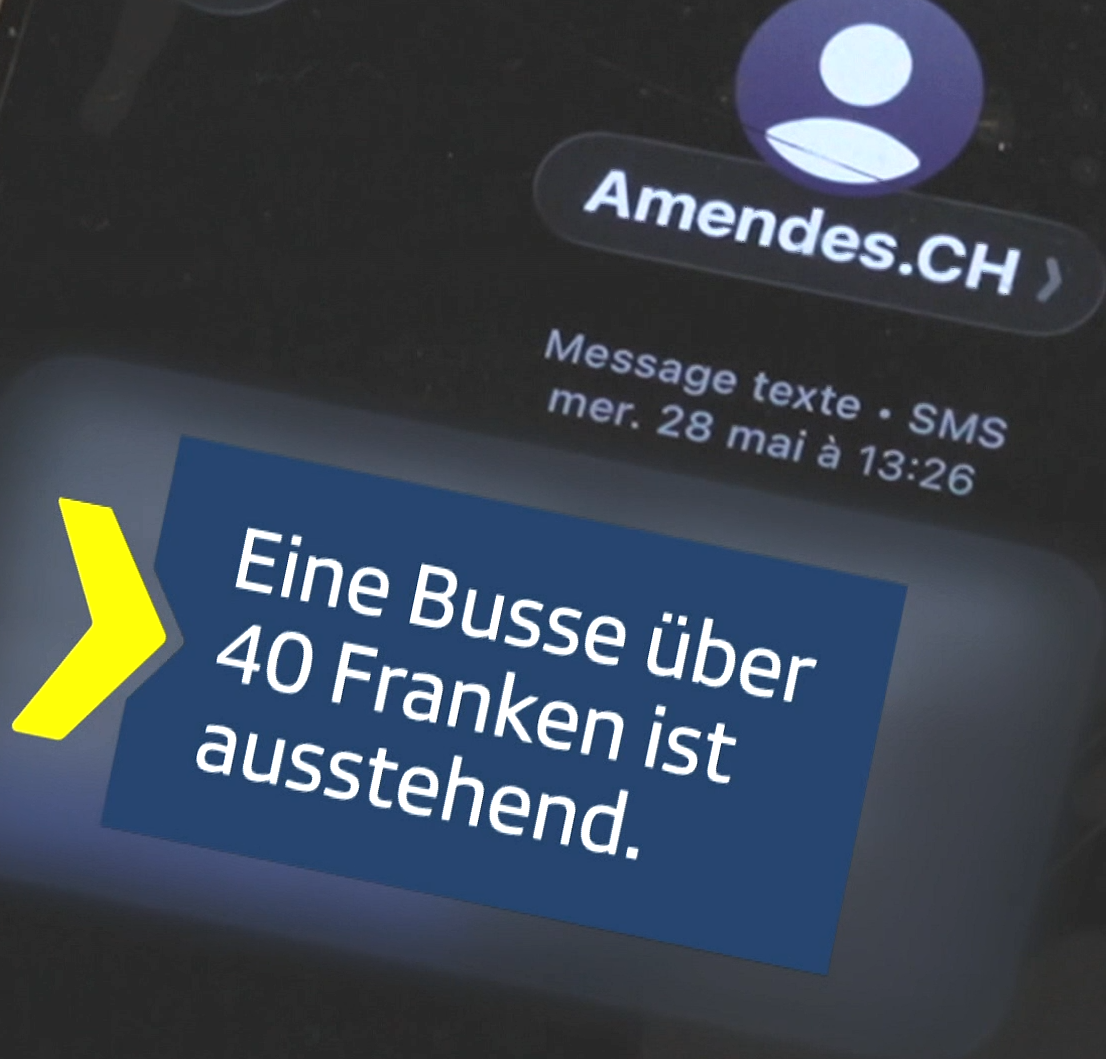 Amendes.CH
Message texte • SMS
mer. 28 mai à 13:26
Eine Busse über
40 Franken ist
ausstehend.